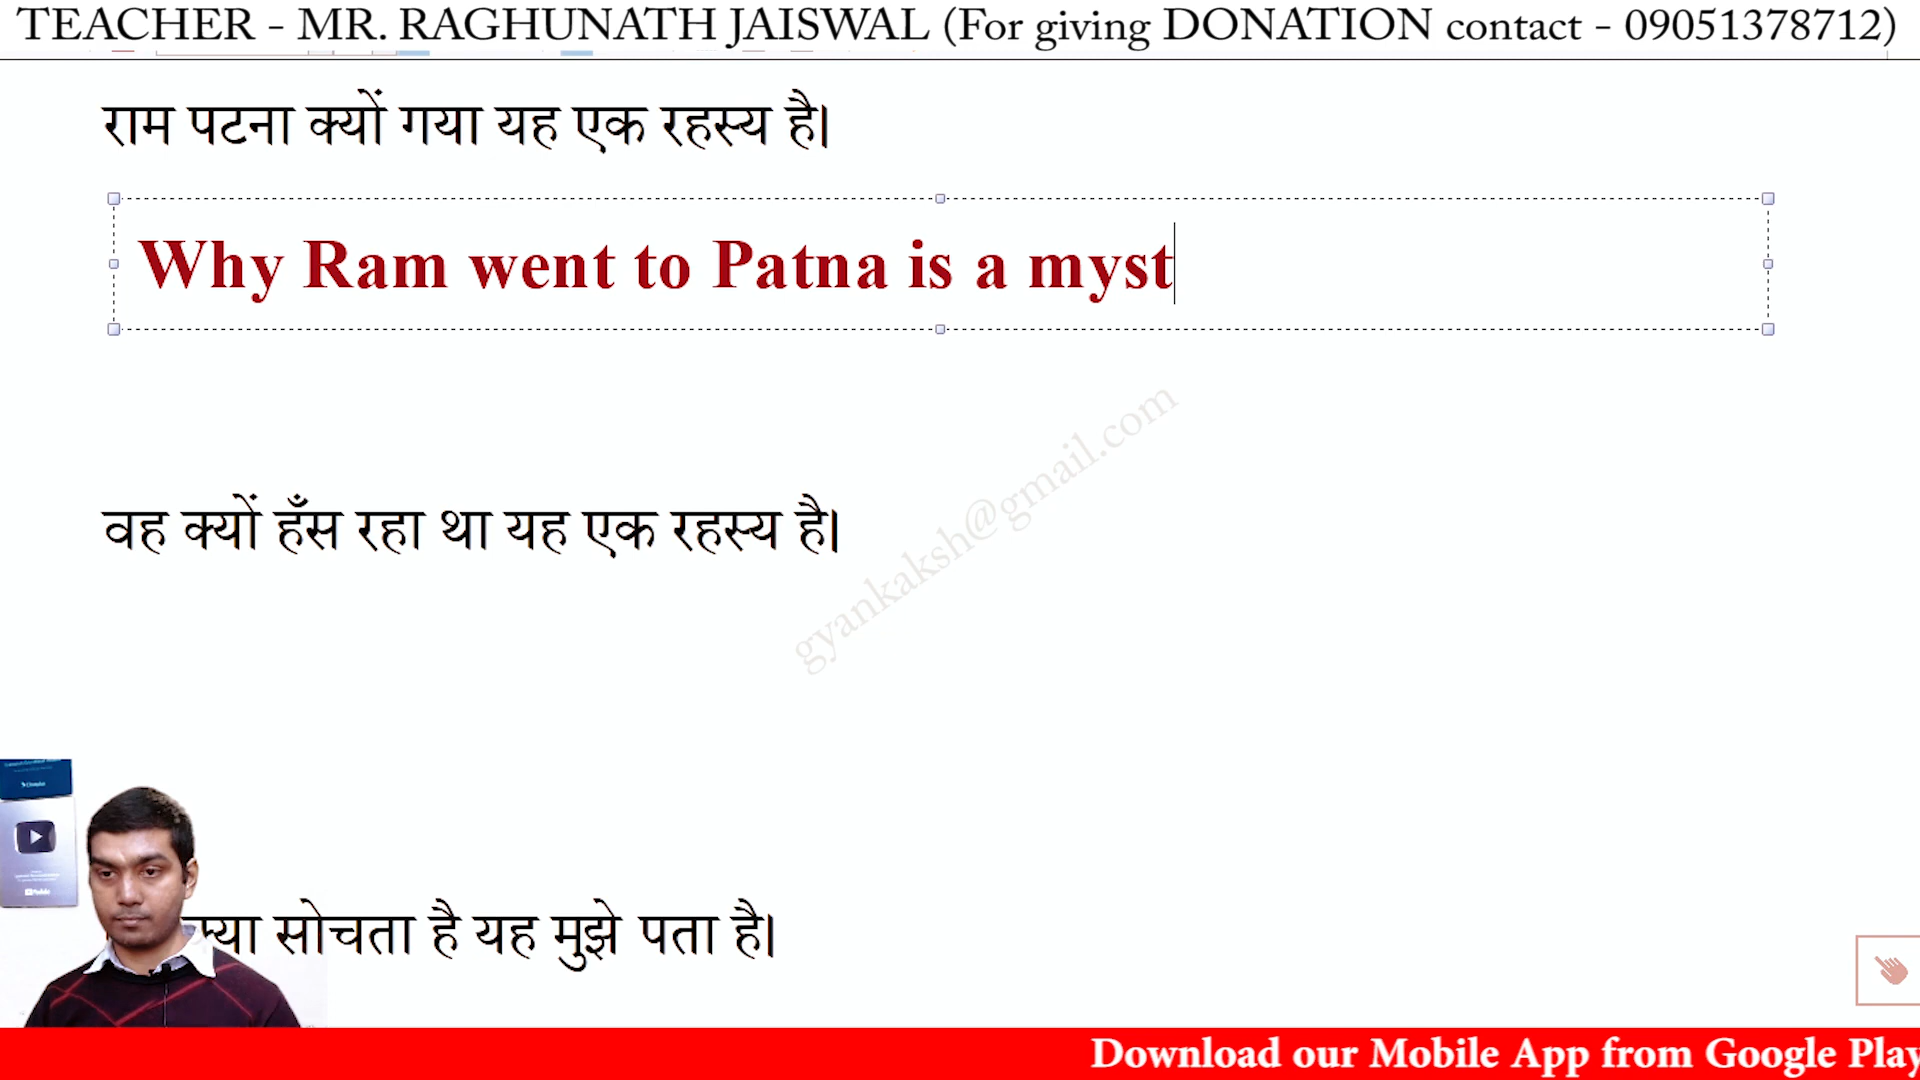 TEACHER - MR. RAGHUNATH JAISWAL (For giving DONATION contact - 09051378712)
राम पटना क्यों गया यह एक रहस्य है।
Why Ram went to Patna is a myst
gyankaksh@gmail.com
वह क्यों हँस रहा था यह एक रहस्य है।
सोचता है यह मुझे पता है।
Download our Mobile App from Google Play